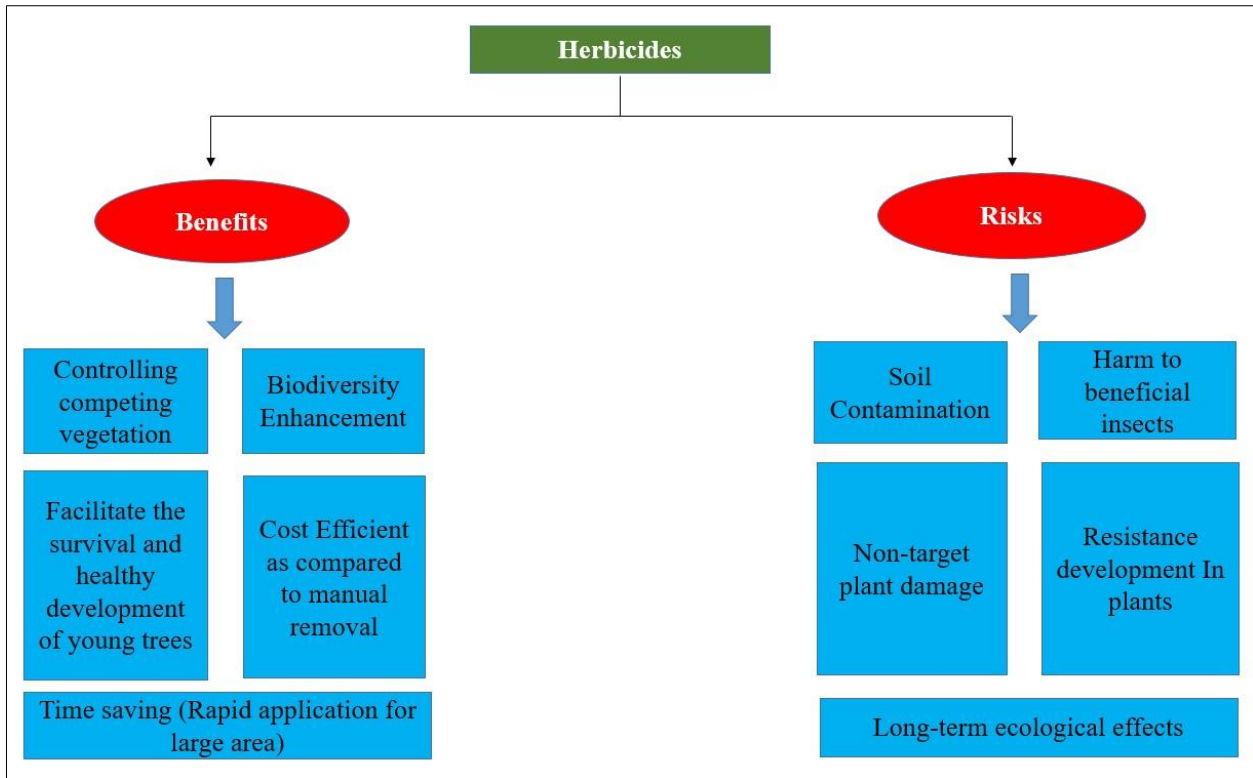 Herbicides
Benefits
Risks
Controlling
competing
vegetation
Biodiversity
Enhancement
Facilitate the
survival and
healthy
development
of young trees
Cost Efficient
as compared
to manual
removal
Time saving (Rapid application for
large area)
Soil
Contamination
Harm to
beneficial
insects
Non-target
plant damage
Resistance
development In
plants
Long-term ecological effects